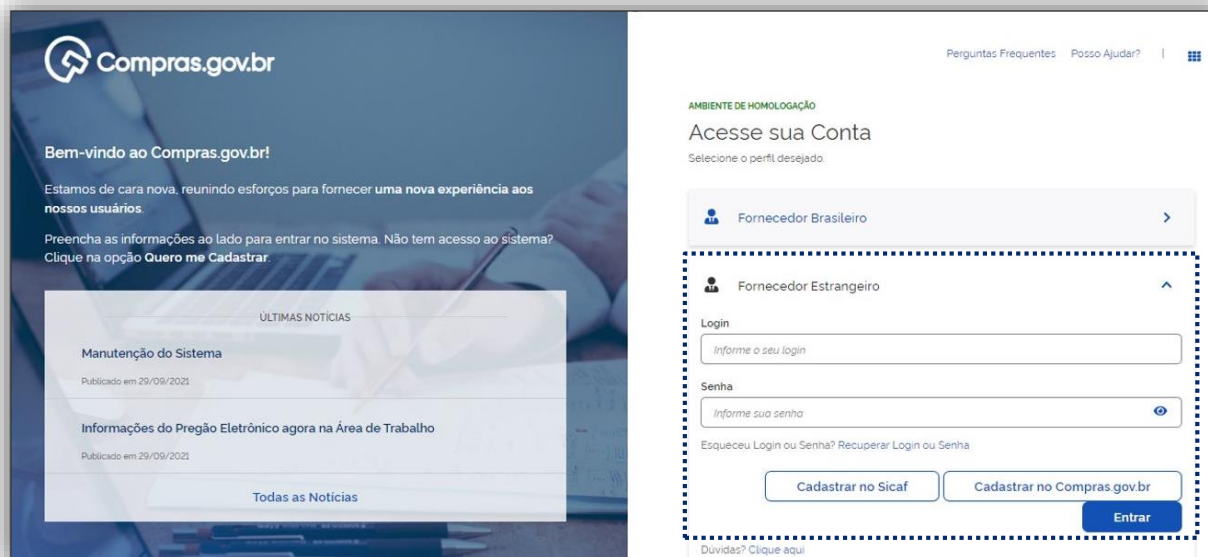 Compras.gov.br
Bem-vindo ao Compras.gov.br!
Estamos de cara nova, reunindo esforços para fornecer uma nova experiência aos
nossos usuários.
Preencha as informações ao lado para entrar no sistema. Não tem acesso ao sistema?
Clique na opção Quero me Cadastrar.
ÚLTIMAS NOTÍCIAS
Manutenção do Sistema
Publicado em 29/09/2021
Informações do Pregão Eletrônico agora na Área de Trabalho
Publicado em 29/09/2021
Todas as Notícias
Perguntas Frequentes Posso Ajudar? |
AMBIENTE DE HOMOLOGAÇÃO
Acesse sua Conta
Selecione o perfil desejado.
Fornecedor Brasileiro
Fornecedor Estrangeiro
Login
Informe o seu login
Senha
Informe sua senha
Esqueceu Login ou Senha? Recuperar Login ou Senha
Cadastrar no Sicaf Cadastrar no Compras.gov.br
Entrar
Dúvidas? Clique aqui